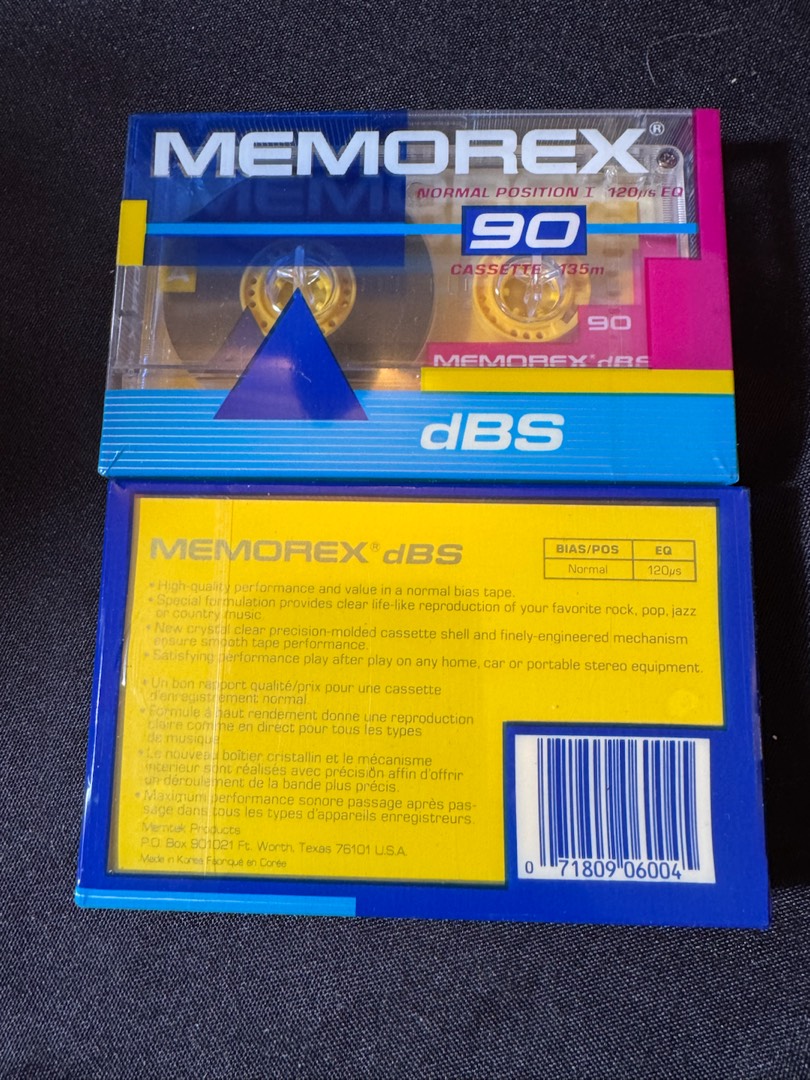 MEMOREX®
NORMAL POSITION I 120µs EQ
90
CASSETTE 135m
90
MEMOREX® dBS
dBS
MEMOREX® dBS
BIAS/POS EQ
Normal 120µs
• High-quality performance and value in a normal bias tape.
• Special formulation provides clear life-like reproduction of your favorite rock, pop, jazz
or country music.
• New crystal clear precision-molded cassette shell and finely-engineered mechanism
ensure smooth tape performance.
• Satisfying performance play after play on any home, car or portable stereo equipment.
• Un bon rapport qualité/prix pour une cassette
d'enregistrement normal.
• Formule à haut rendement donne une reproduction
claire comme en direct pour tous les types
de musique.
• Le nouveau boîtier cristallin et le mécanisme
intérieur sont réalisés avec précision affin d'offrir
un déroulement de la bande plus précis.
• Maximum performance sonore passage après pas-
sage dans tous les types d'appareils enregistreurs.
Memtek Products
P.O. Box 901021 Ft. Worth, Texas 76101 U.S.A.
Made in Korea Fabriqué en Corée
0 71809 06004